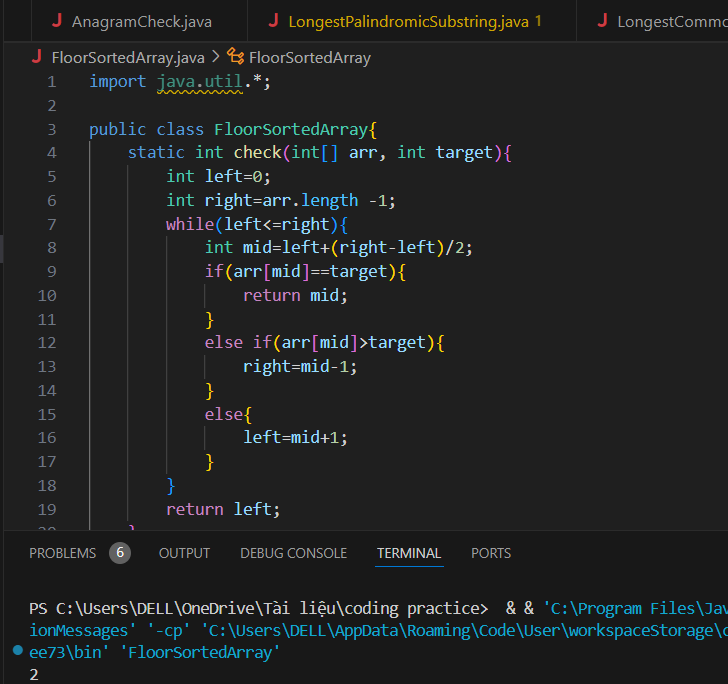 AnagramCheck.java LongestPalindromicSubstring.java 1 LongestCommo
FloorSortedArray.java > FloorSortedArray
1 import java.util.*;
2
3 public class FloorSortedArray{
4 static int check(int[] arr, int target){
5 int left=0;
6 int right=arr.length -1;
7 while(left<=right){
8 int mid=left+(right-left)/2;
9 if(arr[mid]==target){
10 return mid;
11 }
12 else if(arr[mid]>target){
13 right=mid-1;
14 }
15 else{
16 left=mid+1;
17 }
18 }
19 return left;
PROBLEMS 6 OUTPUT DEBUG CONSOLE TERMINAL PORTS
PS C:\Users\DELL\OneDrive\Tài liệu\coding practice> & & 'C:\Program Files\Jav
ionMessages' '-cp' 'C:\Users\DELL\AppData\Roaming\Code\User\workspaceStorage\
ee73\bin' 'FloorSortedArray'
2